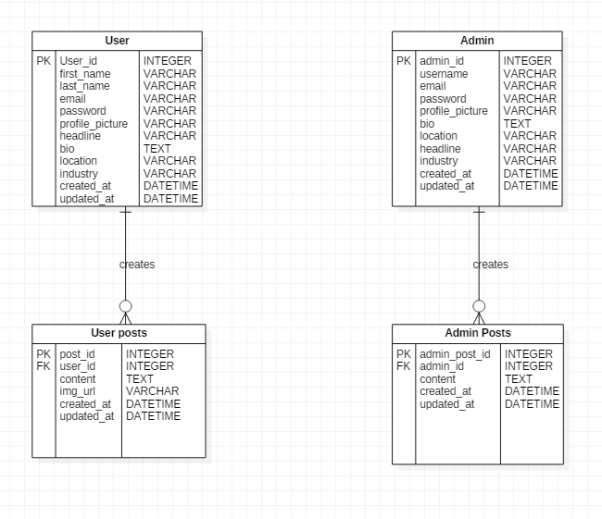 User
PK User_id INTEGER
first_name VARCHAR
last_name VARCHAR
email VARCHAR
password VARCHAR
profile_picture VARCHAR
headline VARCHAR
bio TEXT
location VARCHAR
industry VARCHAR
created_at DATETIME
updated_at DATETIME
creates
User posts
PK post_id INTEGER
FK user_id INTEGER
content TEXT
img_url VARCHAR
created_at DATETIME
updated_at DATETIME
Admin
PK admin_id INTEGER
username VARCHAR
email VARCHAR
password VARCHAR
profile_picture VARCHAR
bio TEXT
location VARCHAR
headline VARCHAR
industry VARCHAR
created_at DATETIME
updated_at DATETIME
creates
Admin Posts
PK admin_post_id INTEGER
FK admin_id INTEGER
content TEXT
created_at DATETIME
updated_at DATETIME